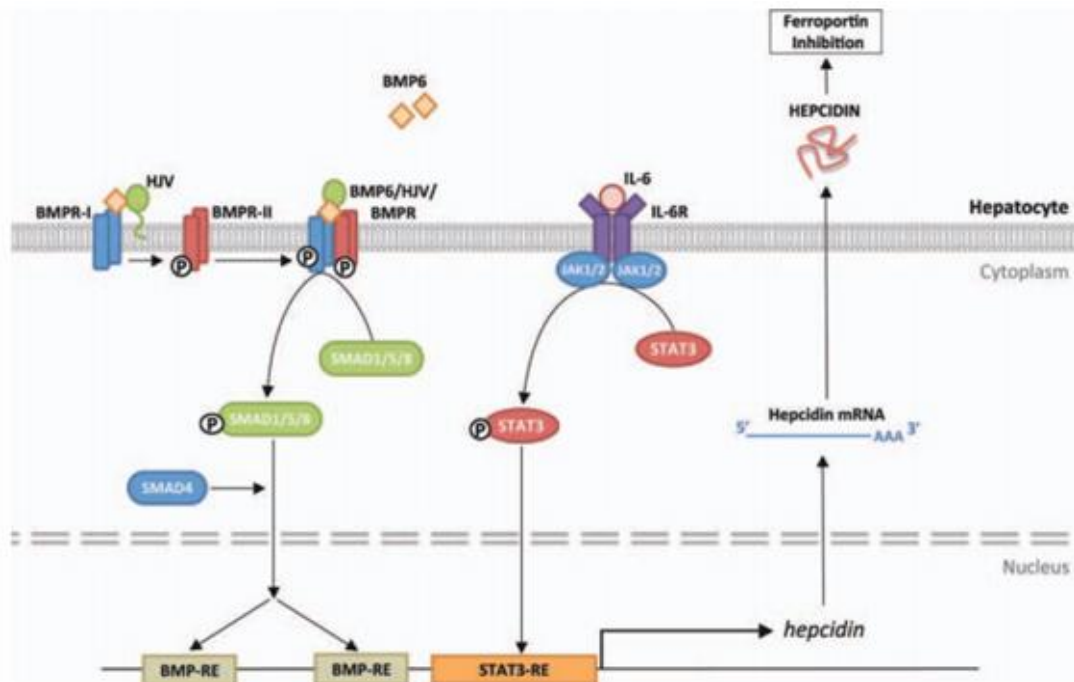 Ferroportin
Inhibition
BMP6
HEPCIDIN
HJV
BMPR-I
BMPR-II
BMP6/HJV/
BMPR
IL-6
IL-6R
Hepatocyte
P
P
P
JAK1/2
JAK1/2
Cytoplasm
SMAD1/5/8
STAT3
P
SMAD1/5/8
P
STAT3
Hepcidin mRNA
5’
AAA 3’
SMAD4
Nucleus
hepcidin
BMP-RE
BMP-RE
STAT3-RE